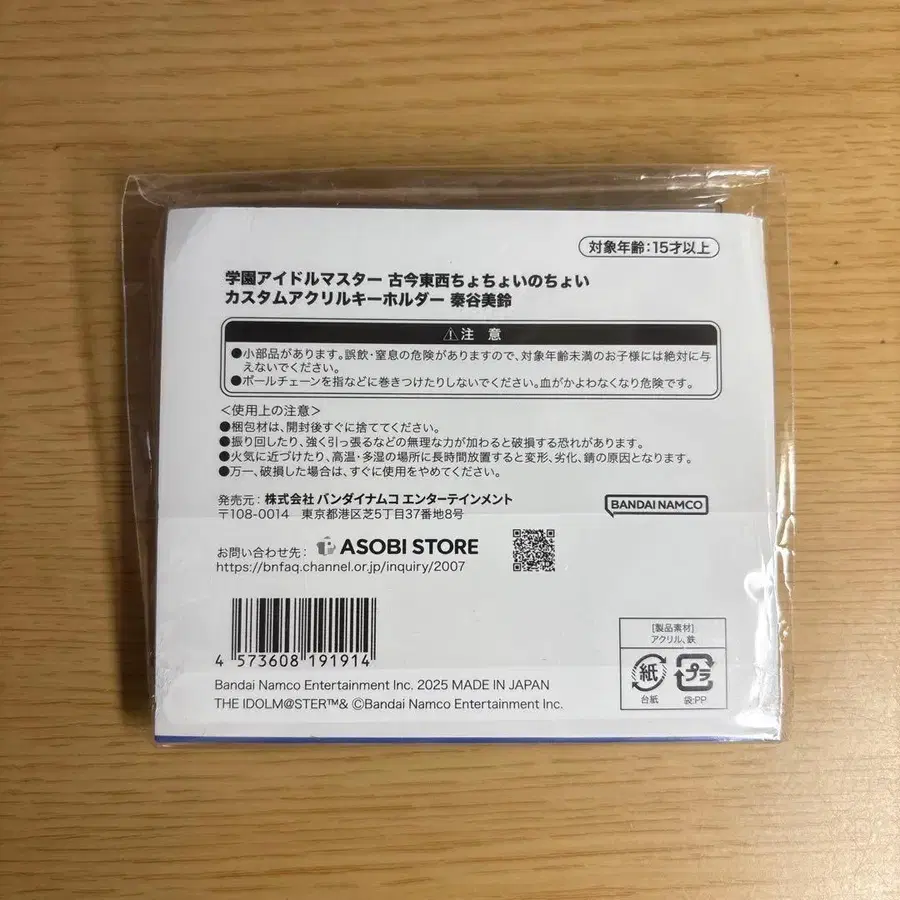 対象年齢:15才以上
学園アイドルマスター 古今東西ちょちょいのちょい
カスタムアクリルキーホルダー 秦谷美鈴
⚠注 意
●小部品があります。誤飲・窒息の危険がありますので、対象年齢未満のお子様には絶対に与
えないでください。
●ボールチェーンを指などに巻きつけたりしないでください。血がかよわなくなり危険です。
＜使用上の注意＞
●梱包材は、開封後すぐに捨ててください。
●振り回したり、強く引っ張るなどの無理な力が加わると破損する恐れがあります。
●火気に近づけたり、高温・多湿の場所に長時間放置すると変形、劣化、錆の原因となります。
●万一、破損した場合は、すぐに使用をやめてください。
発売元:株式会社 バンダイナムコ エンターテインメント
〒108-0014 東京都港区芝5丁目37番地8号
BANDAI NAMCO
お問い合わせ先: ASOBI STORE
https://bnfaq.channel.or.jp/inquiry/2007
4 573608 191914
[製品素材]
アクリル、鉄
紙
プラ
台紙
袋:PP
Bandai Namco Entertainment Inc. 2025 MADE IN JAPAN
THE IDOLM@STER™& ©Bandai Namco Entertainment Inc.